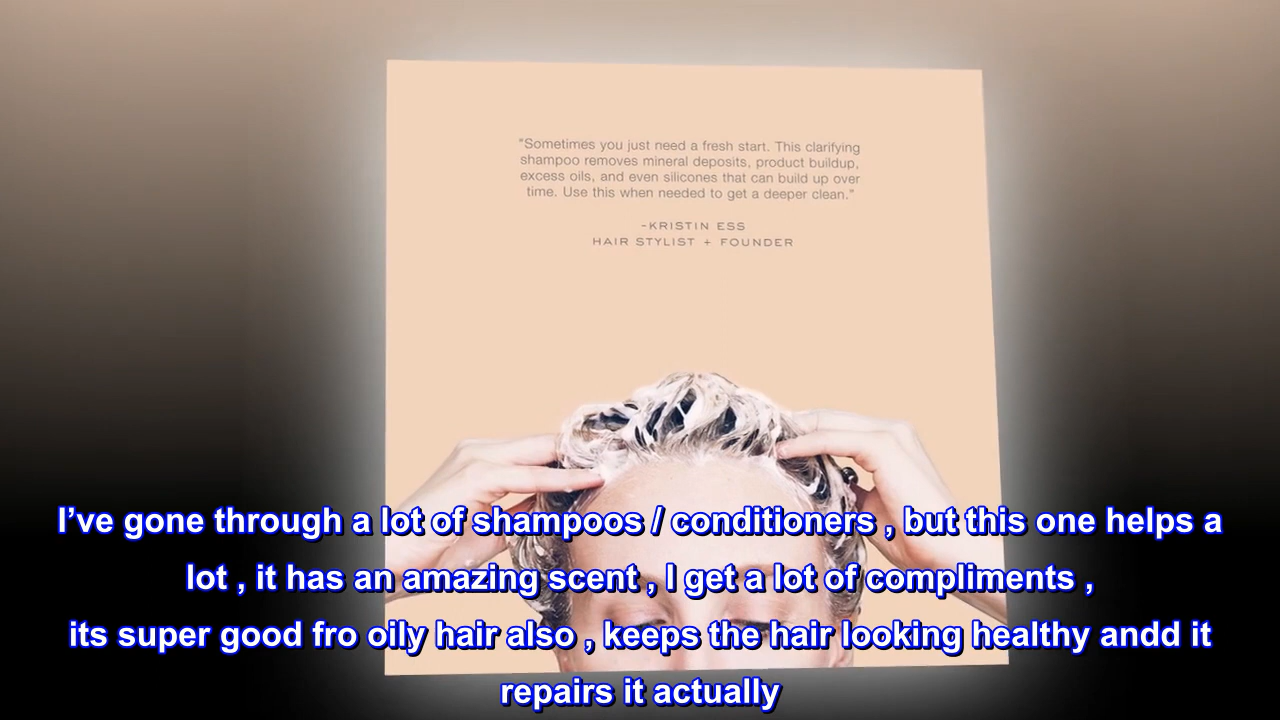 "Sometimes you just need a fresh start. This clarifying
shampoo removes mineral deposits, product buildup,
excess oils, and even silicones that can build up over
time. Use this when needed to get a deeper clean."
-KRISTIN ESS
HAIR STYLIST + FOUNDER
I’ve gone through a lot of shampoos / conditioners , but this one helps a
lot , it has an amazing scent , I get a lot of compliments ,
its super good fro oily hair also , keeps the hair looking healthy andd it
repairs it actually